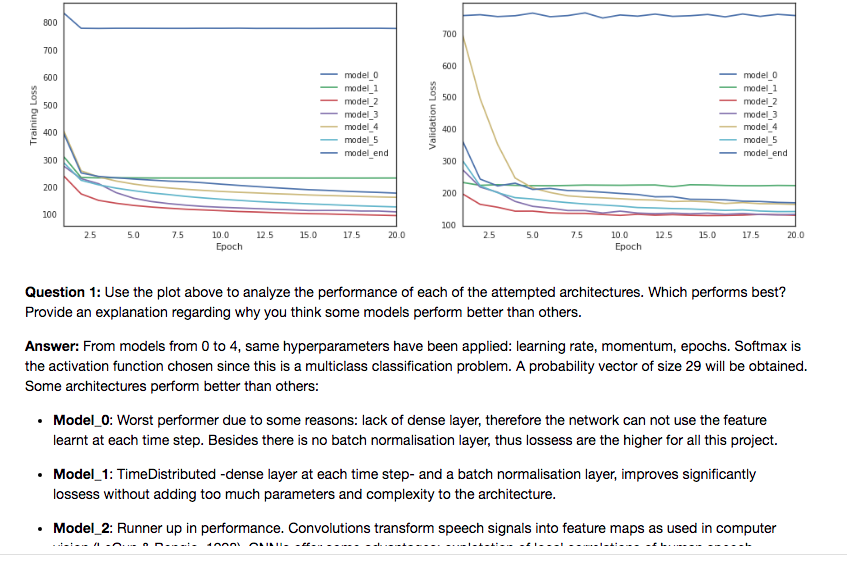 800
700
600
500
400
300
200
100
Training Loss
model_0
model_1
model_2
model_3
model_4
model_5
model_end
2.5 5.0 7.5 10.0 12.5 15.0 17.5 20.0
Epoch
700
600
500
400
300
200
100
Validation Loss
model_0
model_1
model_2
model_3
model_4
model_5
model_end
2.5 5.0 7.5 10.0 12.5 15.0 17.5 20.0
Epoch
Question 1: Use the plot above to analyze the performance of each of the attempted architectures. Which performs best?
Provide an explanation regarding why you think some models perform better than others.
Answer: From models from 0 to 4, same hyperparameters have been applied: learning rate, momentum, epochs. Softmax is
the activation function chosen since this is a multiclass classification problem. A probability vector of size 29 will be obtained.
Some architectures perform better than others:
• Model_0: Worst performer due to some reasons: lack of dense layer, therefore the network can not use the feature
learnt at each time step. Besides there is no batch normalisation layer, thus lossess are the higher for all this project.
• Model_1: TimeDistributed -dense layer at each time step- and a batch normalisation layer, improves significantly
lossess without adding too much parameters and complexity to the architecture.
• Model_2: Runner up in performance. Convolutions transform speech signals into feature maps as used in computer